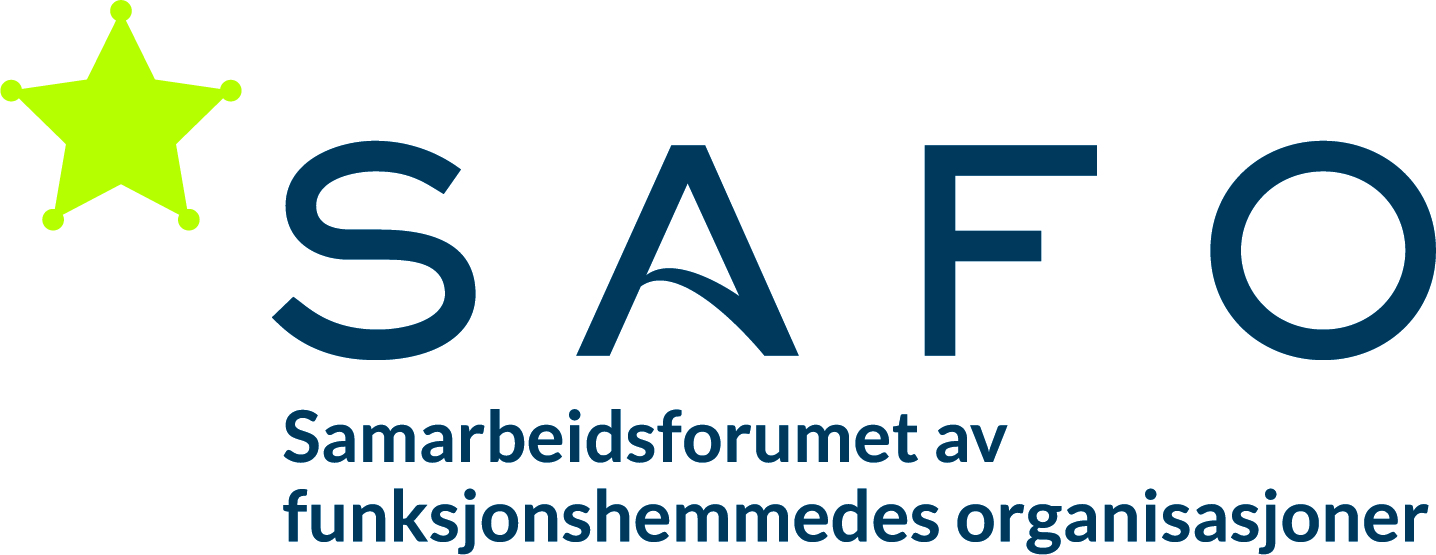 SAFO
Samarbeidsforumet av
funksjonshemmedes organisasjoner